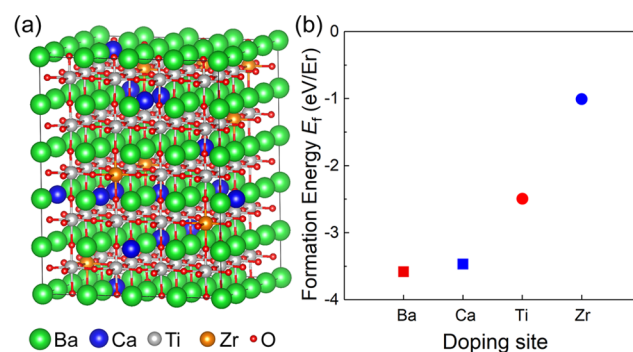 (a)
Ba Ca Ti Zr O
(b)
Formation Energy Ef (eV/Er)
0
-1
-2
-3
-4
Ba Ca Ti Zr
Doping site